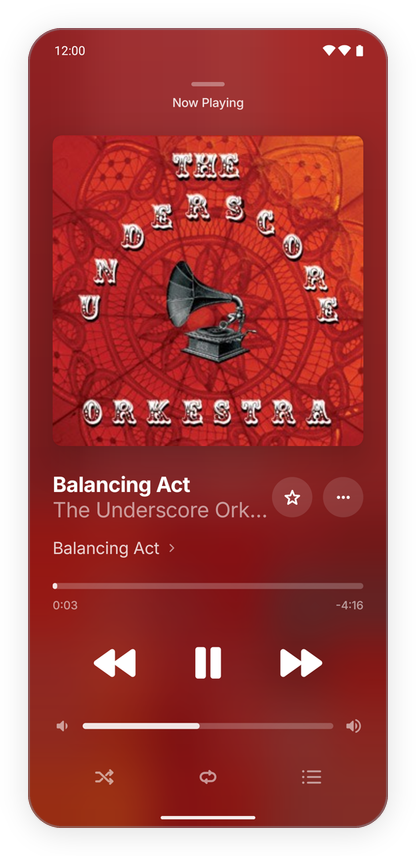 12:00
Now Playing
THE
UNDERSCORE
ORKESTRA
Balancing Act
The Underscore Ork...
Balancing Act
0:03
-4:16